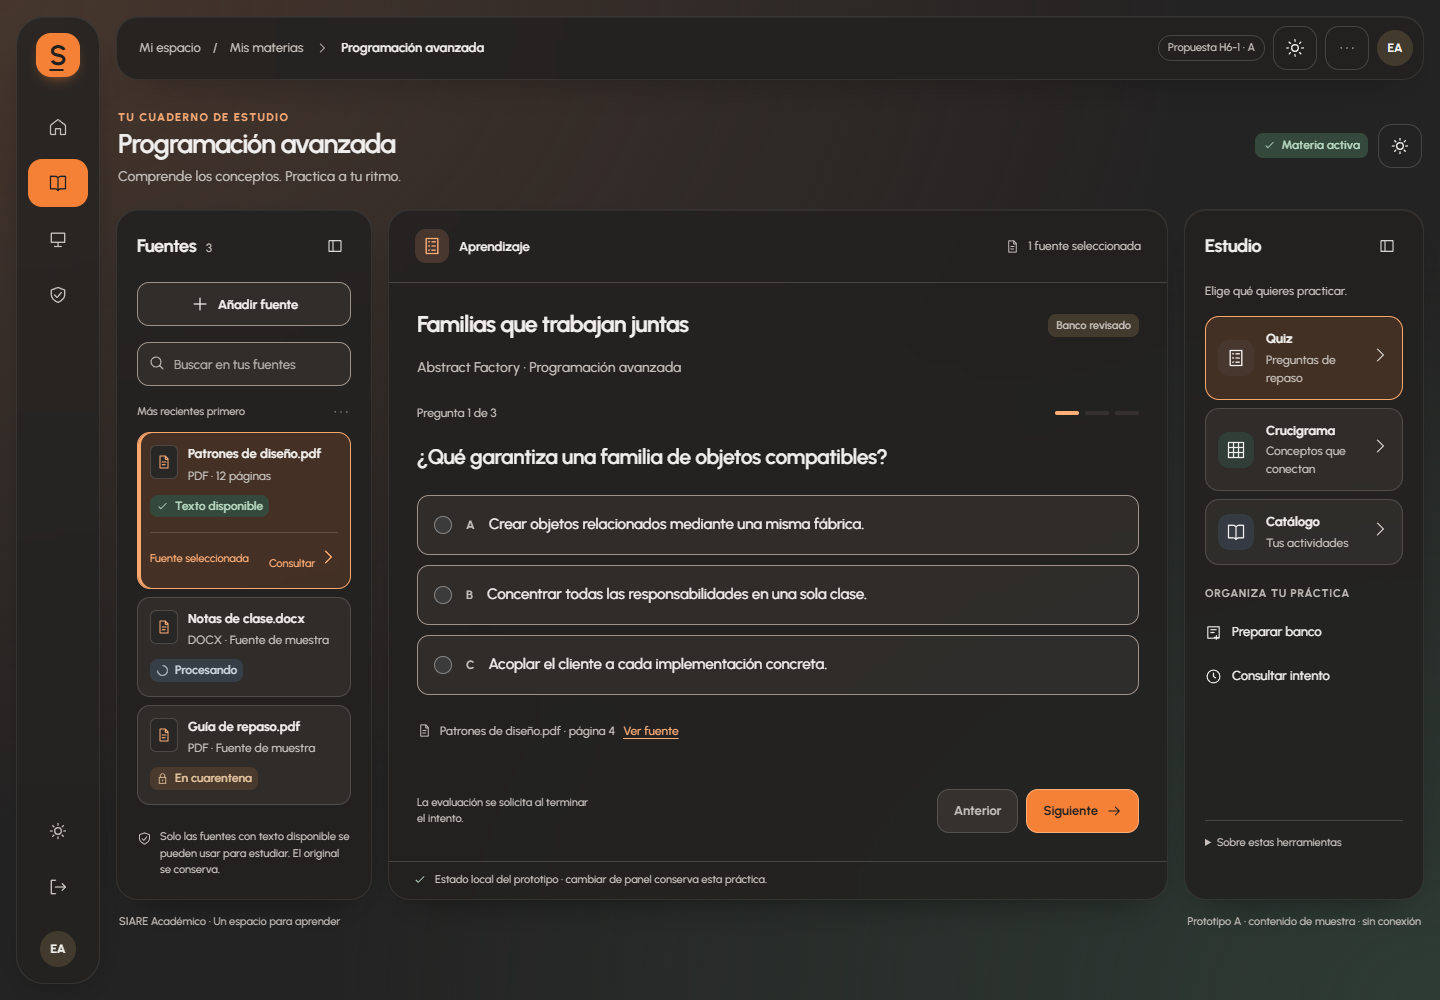 S
Mi espacio / Mis materias > Programación avanzada
Propuesta H6-1 · A
EA
TU CUADERNO DE ESTUDIO
Programación avanzada
Comprende los conceptos. Practica a tu ritmo.
Materia activa
Fuentes 3
Añadir fuente
Buscar en tus fuentes
Más recientes primero
Patrones de diseño.pdf
PDF · 12 páginas
Texto disponible
Fuente seleccionada
Consultar
Notas de clase.docx
DOCX · Fuente de muestra
Procesando
Guía de repaso.pdf
PDF · Fuente de muestra
En cuarentena
Solo las fuentes con texto disponible se
pueden usar para estudiar. El original
se conserva.
Aprendizaje
1 fuente seleccionada
Familias que trabajan juntas
Banco revisado
Abstract Factory · Programación avanzada
Pregunta 1 de 3
¿Qué garantiza una familia de objetos compatibles?
A Crear objetos relacionados mediante una misma fábrica.
B Concentrar todas las responsabilidades en una sola clase.
C Acoplar el cliente a cada implementación concreta.
Patrones de diseño.pdf · página 4 Ver fuente
La evaluación se solicita al terminar
el intento.
Anterior
Siguiente
Estado local del prototipo · cambiar de panel conserva esta práctica.
Estudio
Elige qué quieres practicar.
Quiz
Preguntas de
repaso
Crucigrama
Conceptos que
conectan
Catálogo
Tus actividades
ORGANIZA TU PRÁCTICA
Preparar banco
Consultar intento
Sobre estas herramientas
EA
SIARE Académico · Un espacio para aprender
Prototipo A · contenido de muestra · sin conexión